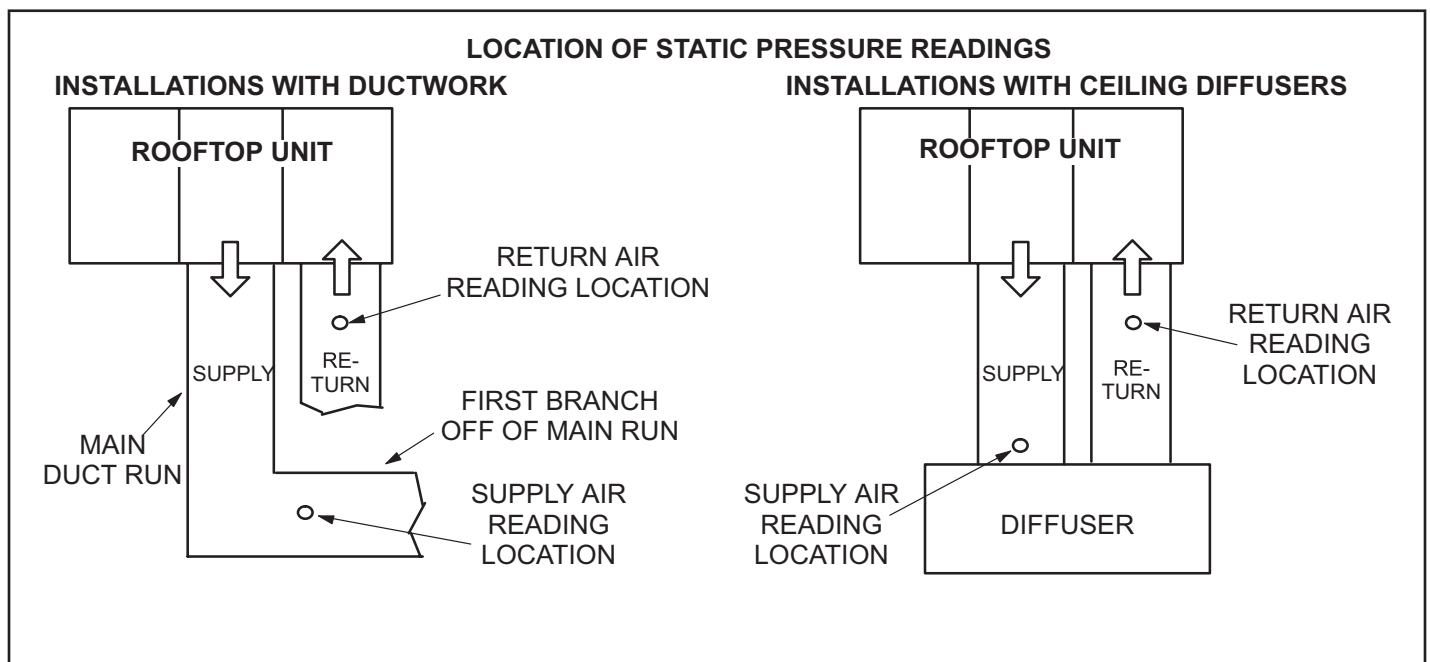 LOCATION OF STATIC PRESSURE READINGS
INSTALLATIONS WITH DUCTWORK
ROOFTOP UNIT
RETURN AIR
READING LOCATION
SUPPLY
RE-
TURN
FIRST BRANCH
OFF OF MAIN RUN
MAIN
DUCT RUN
SUPPLY AIR
READING
LOCATION
INSTALLATIONS WITH CEILING DIFFUSERS
ROOFTOP UNIT
RETURN AIR
READING
LOCATION
SUPPLY
RE-
TURN
SUPPLY AIR
READING
LOCATION
DIFFUSER